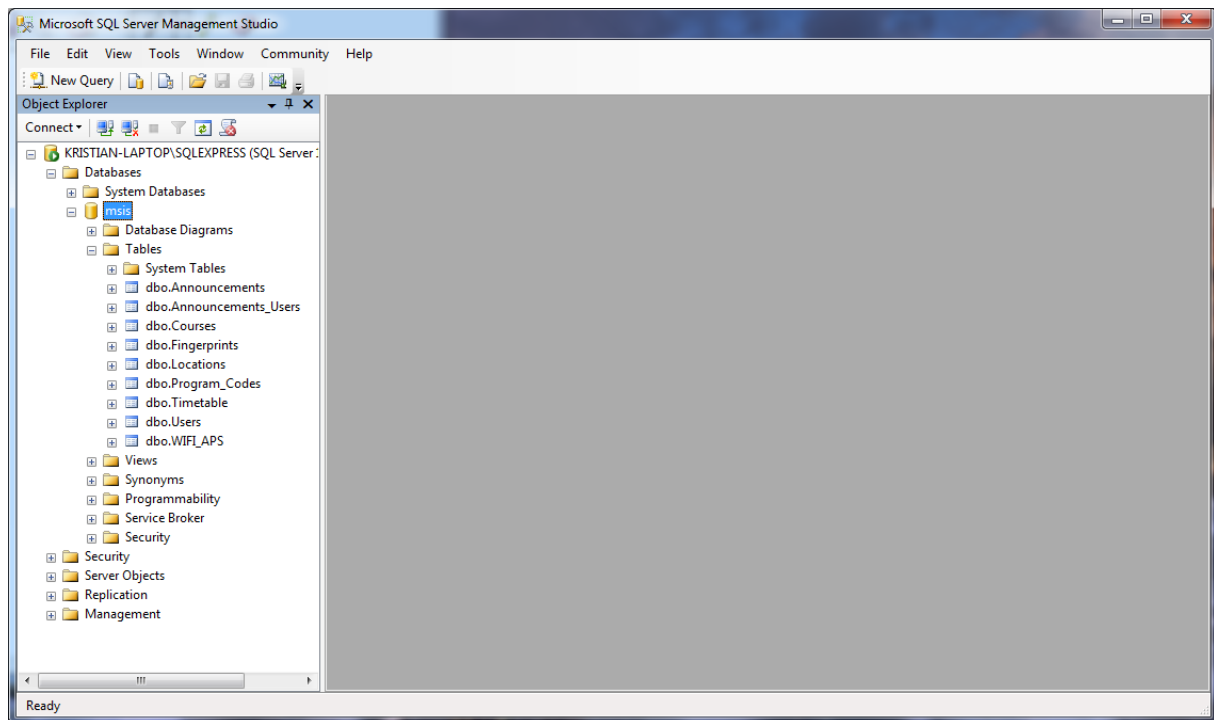 Microsoft SQL Server Management Studio
File Edit View Tools Window Community Help
New Query
Object Explorer
Connect
KRISTIAN-LAPTOP\SQLEXPRESS (SQL Server
Databases
System Databases
msis
Database Diagrams
Tables
System Tables
dbo.Announcements
dbo.Announcements_Users
dbo.Courses
dbo.Fingerprints
dbo.Locations
dbo.Program_Codes
dbo.Timetable
dbo.Users
dbo.WIFI_APS
Views
Synonyms
Programmability
Service Broker
Security
Security
Server Objects
Replication
Management
Ready